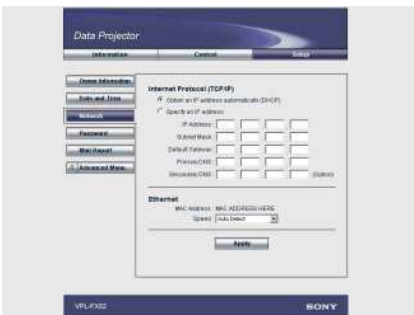 Data Projector
Information Control Setup
Owner Information
Date and Time
Network
Password
Mail Report
Advanced Menu
Internet Protocol (TCP/IP)
Obtain an IP address automatically (DHCP)
Specify an IP address
IP Address
Subnet Mask
Default Gateway
Primary DNS
Secondary DNS (Option)
Ethernet
MAC Address MAC ADDRESS HERE
Speed Auto Detect
Apply
SONY